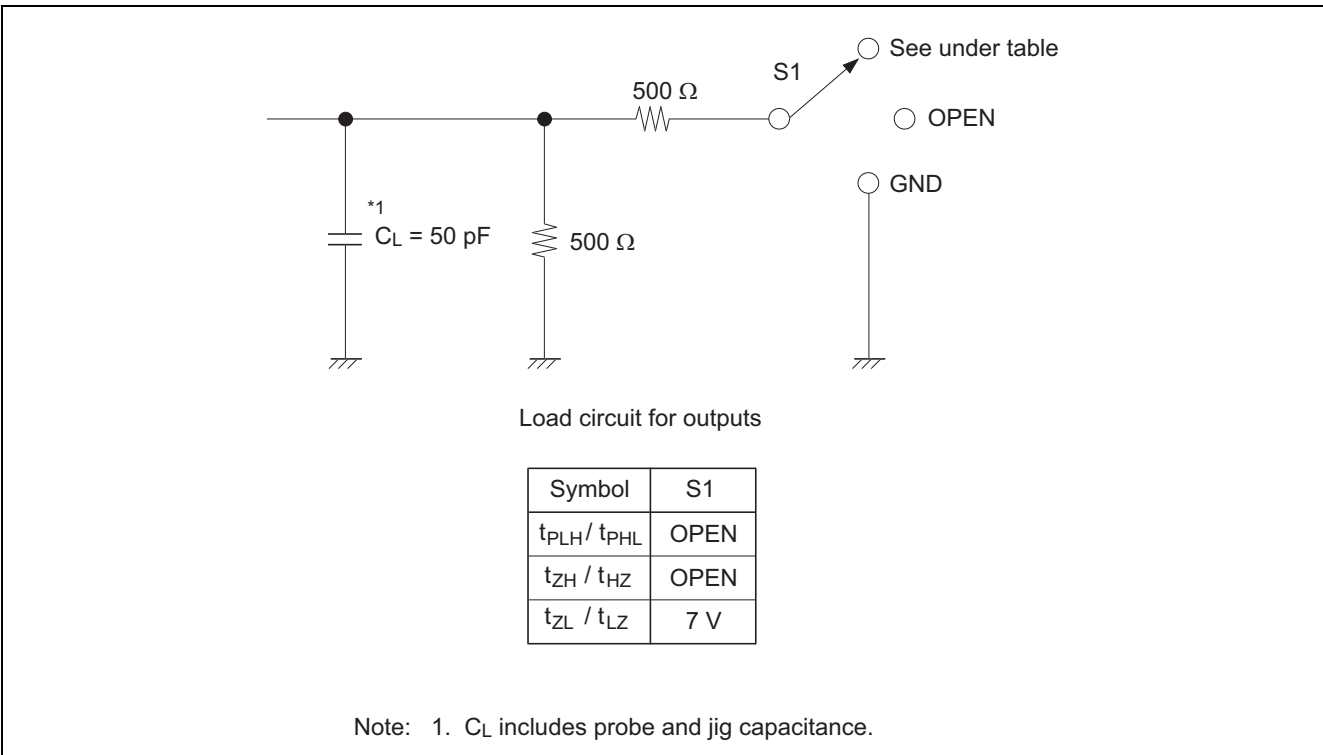 See under table
S1
500 Ω
OPEN
GND
*1
CL = 50 pF
500 Ω
Load circuit for outputs
Symbol S1
tPLH / tPHL OPEN
tZH / tHZ OPEN
tZL / tLZ 7 V
Note: 1. CL includes probe and jig capacitance.